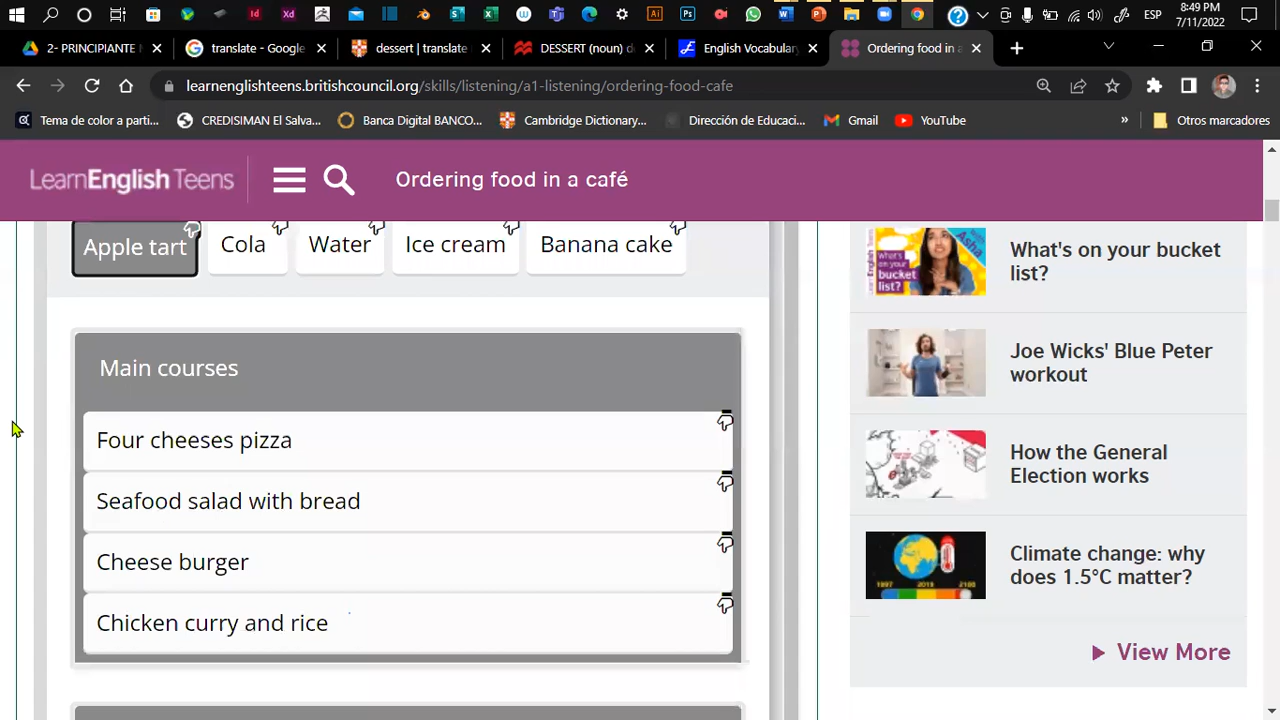 8:49 PM
ESP
7/11/2022
2- PRINCIPIANTE M
translate - Google
dessert | translate
DESSERT (noun) d
English Vocabulary
Ordering food in a
learnenglishteens.britishcouncil.org/skills/listening/a1-listening/ordering-food-cafe
Tema de color a parti...
CREDISIMAN El Salva...
Banca Digital BANCO...
Cambridge Dictionary...
Dirección de Educaci...
Gmail
YouTube
»
Otros marcadores
LearnEnglish Teens
Ordering food in a café
Apple tart
Cola
Water
Ice cream
Banana cake
Main courses
Four cheeses pizza
Seafood salad with bread
Cheese burger
Chicken curry and rice
What's on your bucket
list?
Joe Wicks' Blue Peter
workout
How the General
Election works
Climate change: why
does 1.5°C matter?
View More